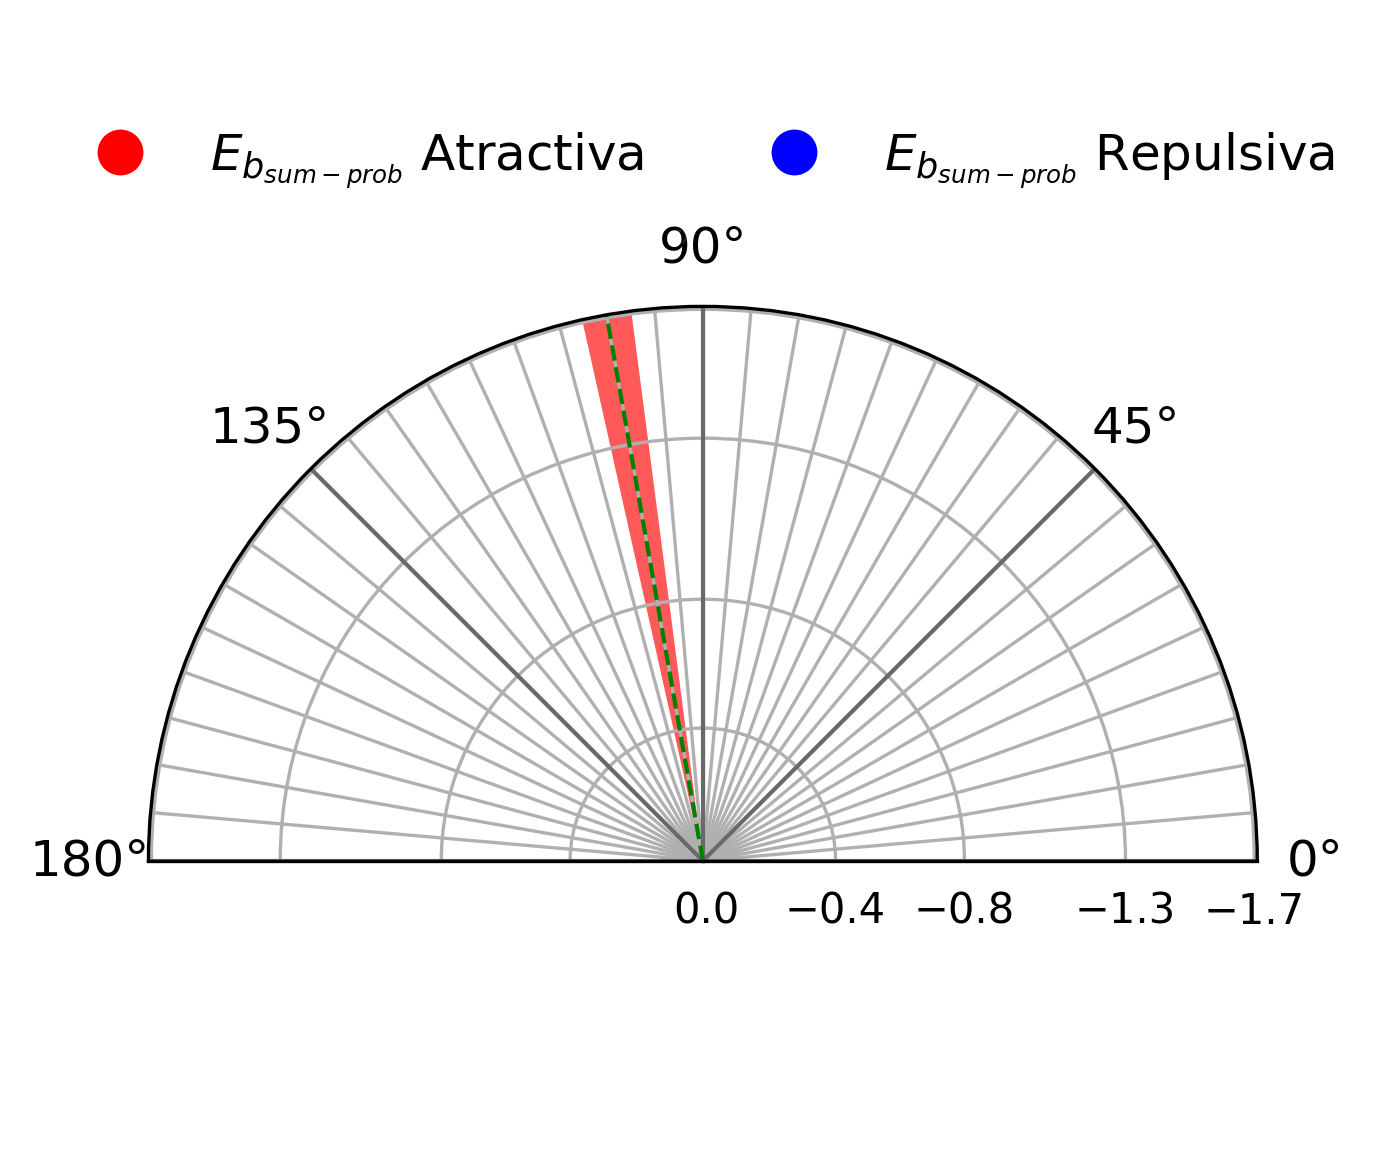 E_{b_{sum-prob}} Atractiva E_{b_{sum-prob}} Repulsiva
90°
135° 45°
180° 0°
0.0 −0.4 −0.8 −1.3 −1.7